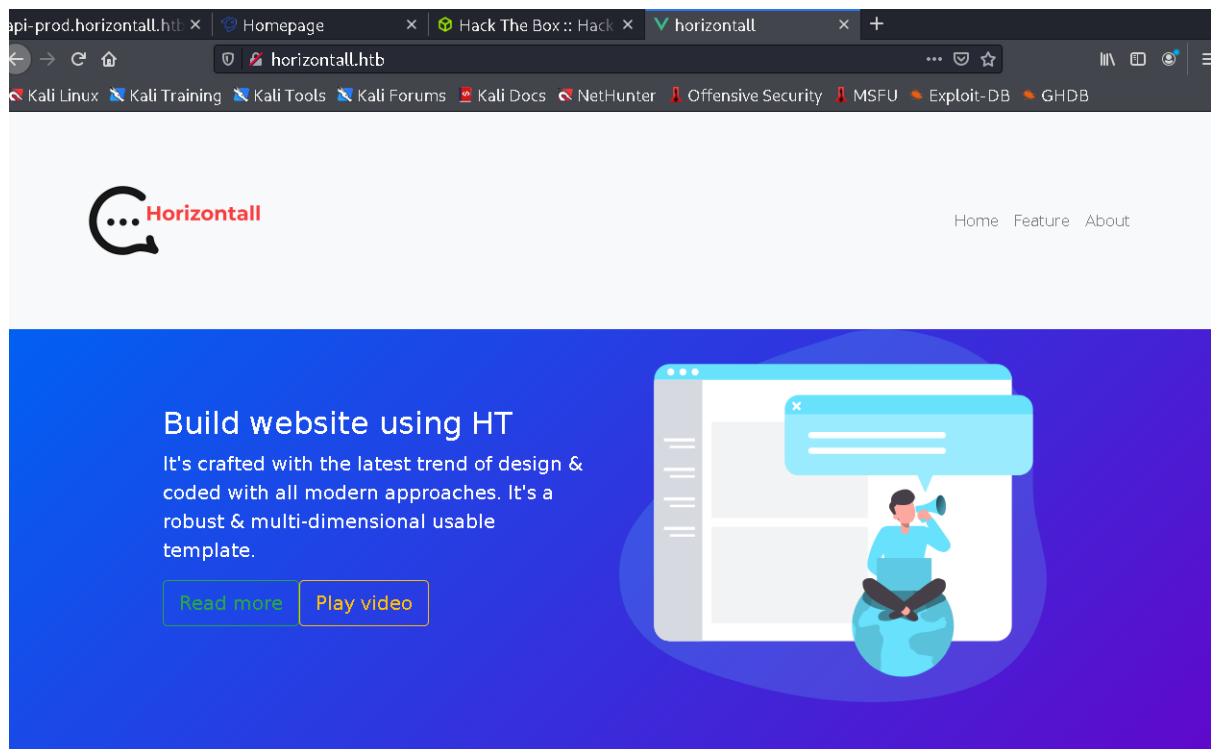 api-prod.horizontall.htb Homepage Hack The Box :: Hack horizontall
horizontall.htb
Kali Linux Kali Training Kali Tools Kali Forums Kali Docs NetHunter Offensive Security MSFU Exploit-DB GHDB
Horizontall
Home Feature About
Build website using HT
It's crafted with the latest trend of design &
coded with all modern approaches. It's a
robust & multi-dimensional usable
template.
Read more Play video